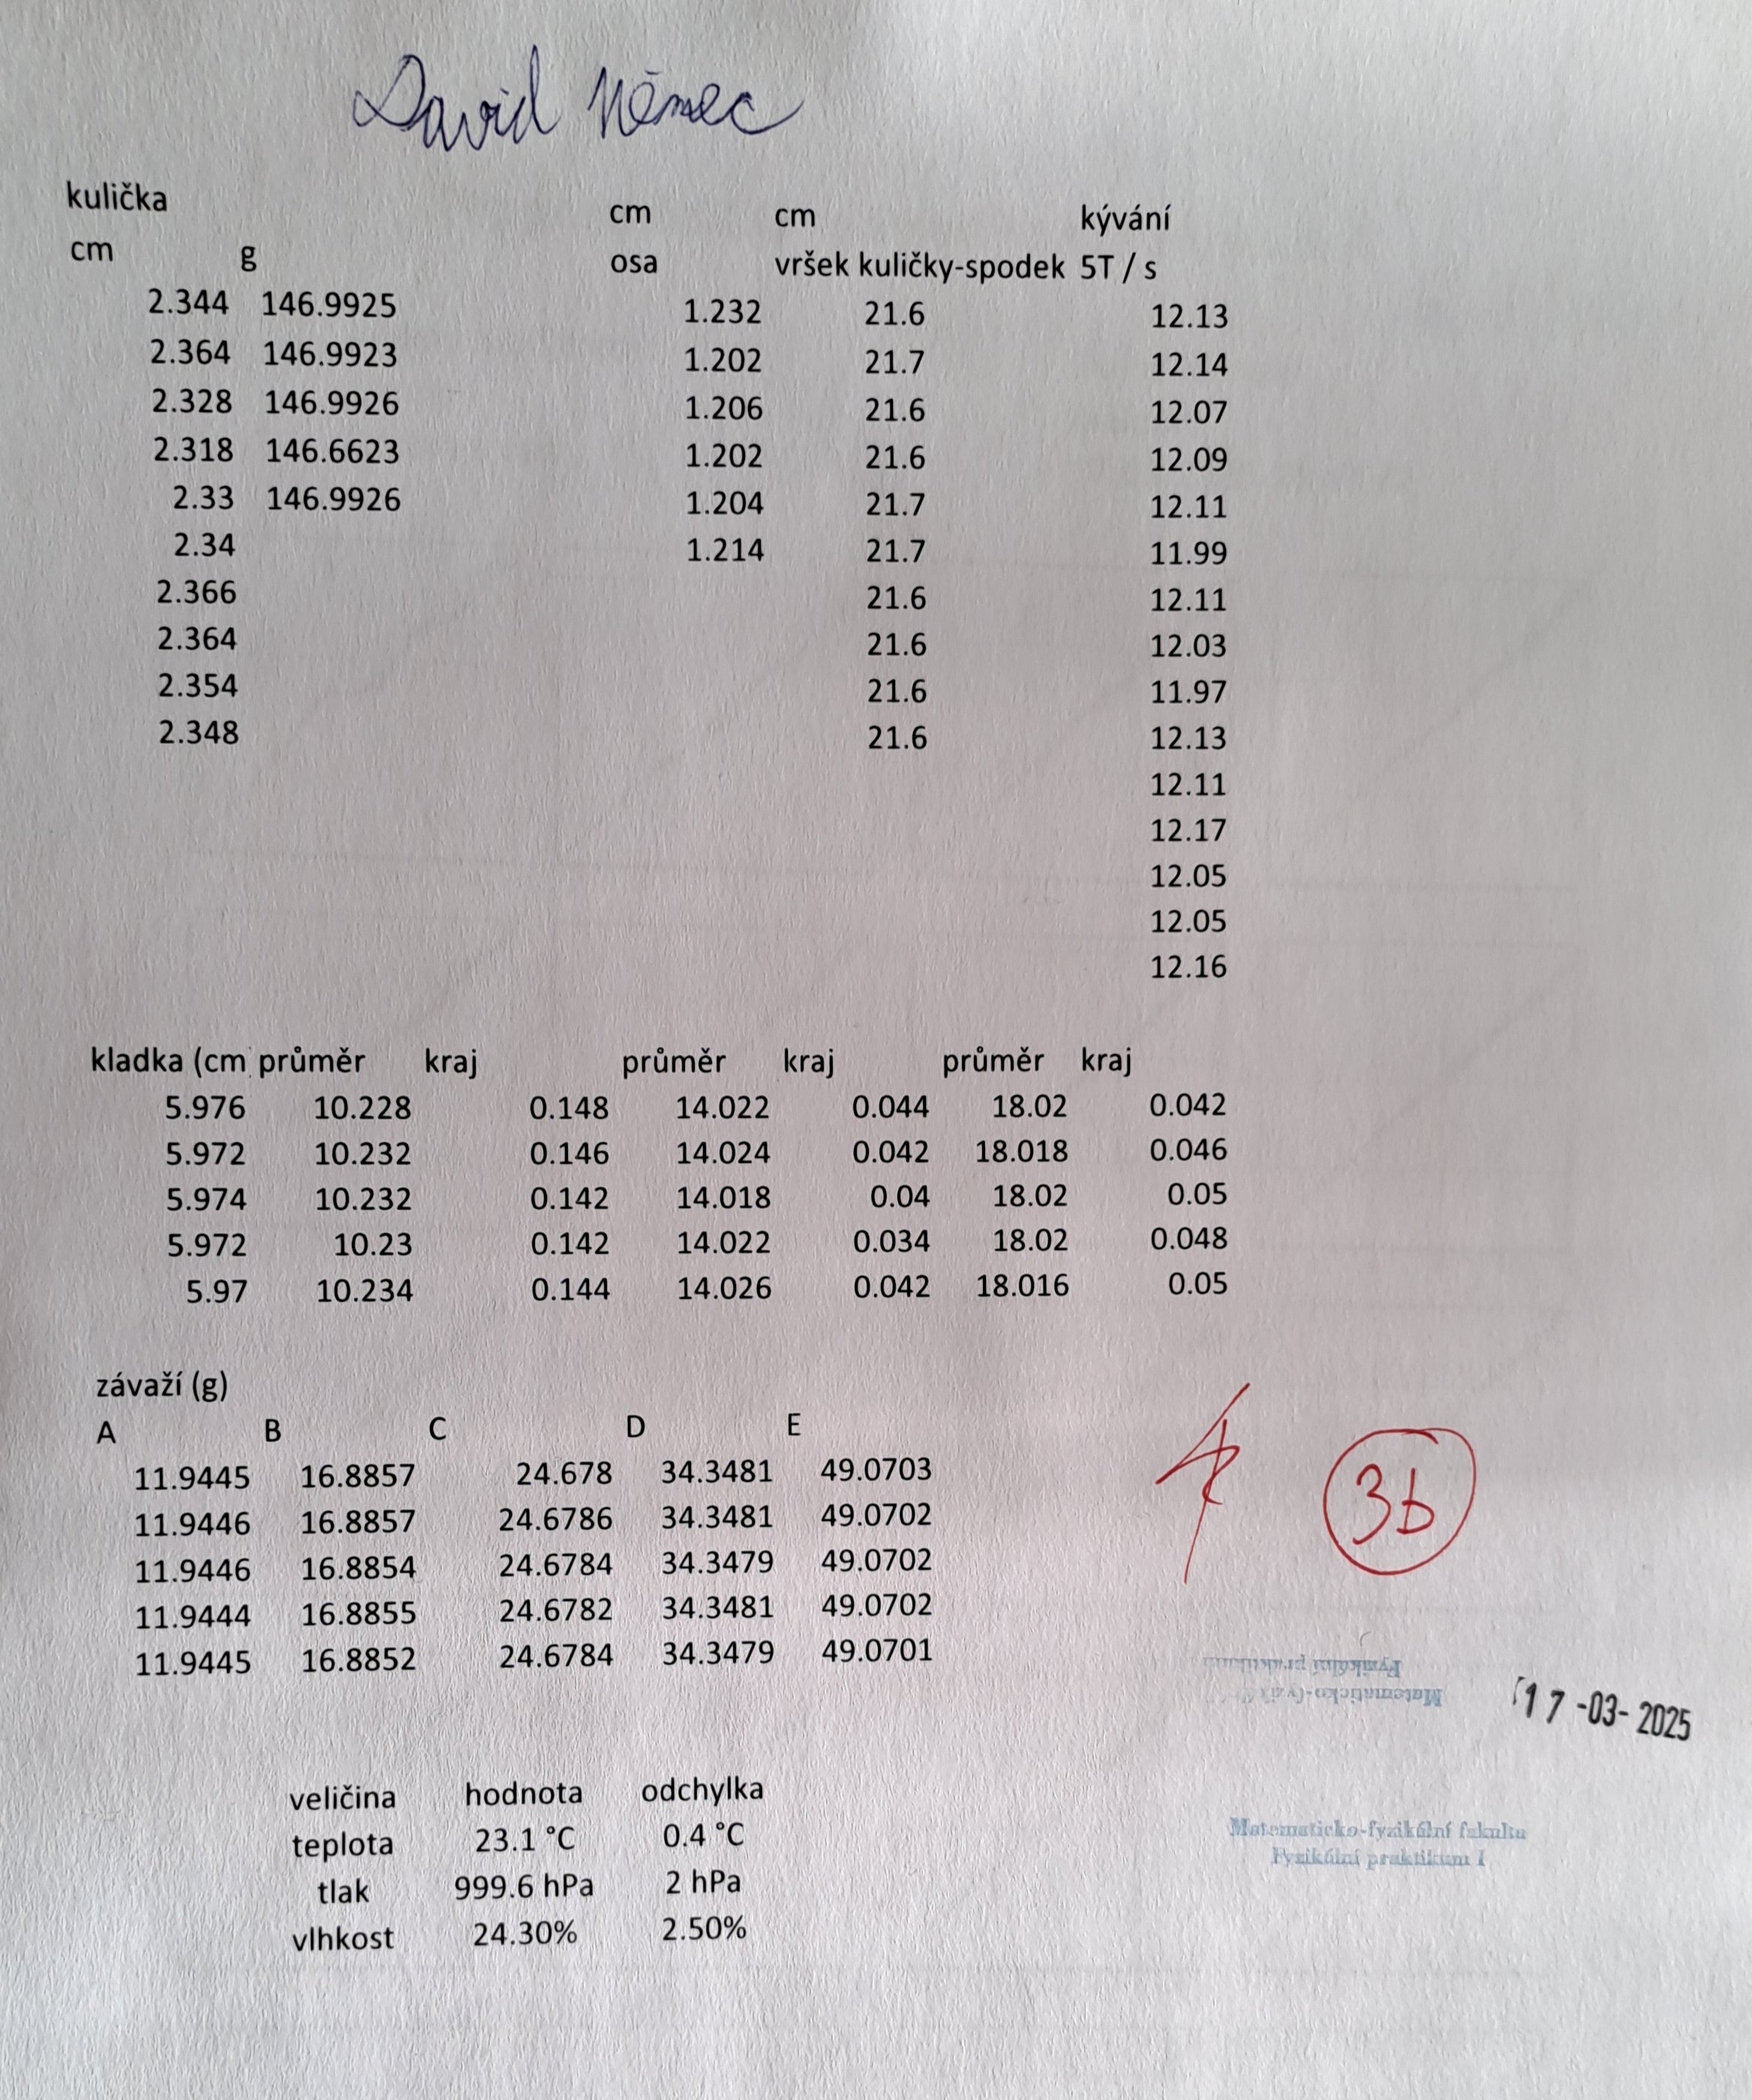 David Němec
kulička cm cm kývání
cm g osa vršek kuličky-spodek 5T / s
2.344 146.9925 1.232 21.6 12.13
2.364 146.9923 1.202 21.7 12.14
2.328 146.9926 1.206 21.6 12.07
2.318 146.6623 1.202 21.6 12.09
2.33 146.9926 1.204 21.7 12.11
2.34 1.214 21.7 11.99
2.366 21.6 12.11
2.364 21.6 12.03
2.354 21.6 11.97
2.348 21.6 12.13
12.11
12.17
12.05
12.05
12.16
kladka (cm průměr kraj průměr kraj průměr kraj
5.976 10.228 0.148 14.022 0.044 18.02 0.042
5.972 10.232 0.146 14.024 0.042 18.018 0.046
5.974 10.232 0.142 14.018 0.04 18.02 0.05
5.972 10.23 0.142 14.022 0.034 18.02 0.048
5.97 10.234 0.144 14.026 0.042 18.016 0.05
závaží (g)
A B C D E
11.9445 16.8857 24.678 34.3481 49.0703
11.9446 16.8857 24.6786 34.3481 49.0702
11.9446 16.8854 24.6784 34.3479 49.0702
11.9444 16.8855 24.6782 34.3481 49.0702
11.9445 16.8852 24.6784 34.3479 49.0701
3b
Matematicko-fyzikální
Fyzikální praktikum
17 -03- 2025
veličina hodnota odchylka
teplota 23.1 °C 0.4 °C
tlak 999.6 hPa 2 hPa
vlhkost 24.30% 2.50%
Matematicko-fyzikální fakulta
Fyzikální praktikum I